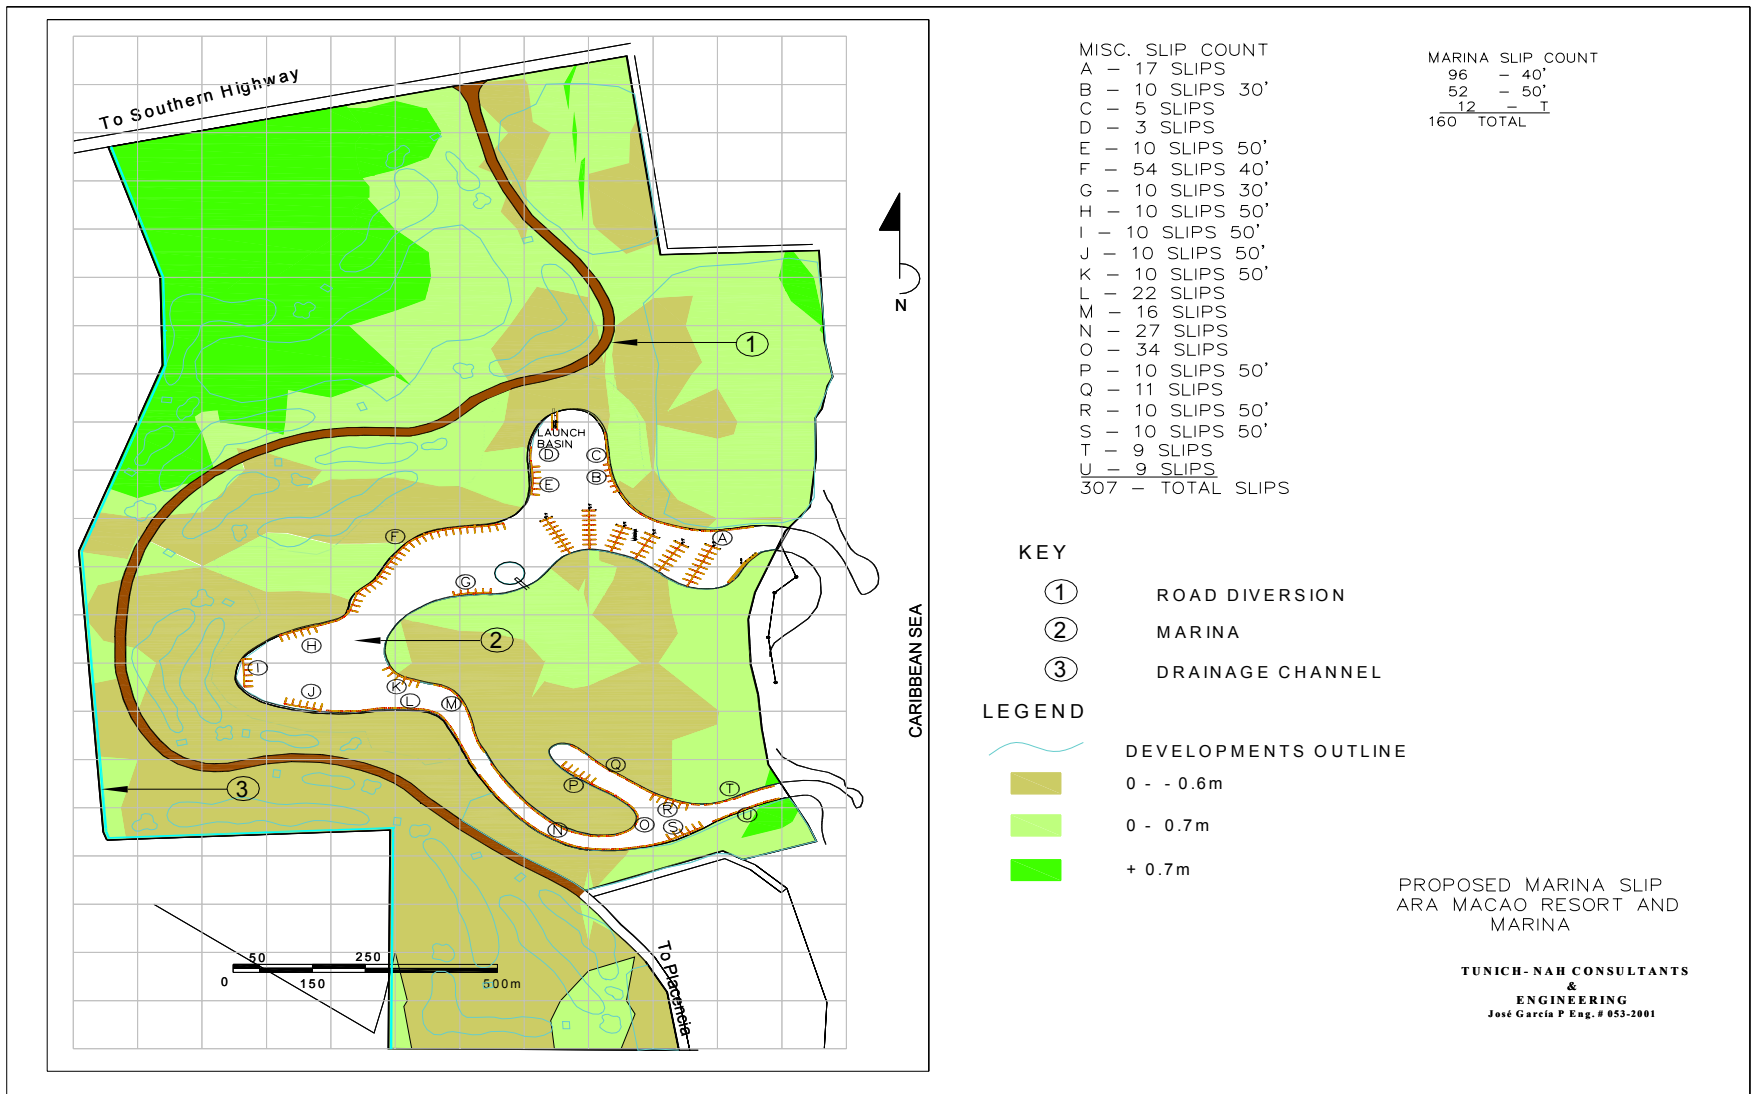 To Southern Highway
MISC. SLIP COUNT
A – 17 SLIPS
B – 10 SLIPS 30'
C – 5 SLIPS
D – 3 SLIPS
E – 10 SLIPS 50'
F – 54 SLIPS 40'
G – 10 SLIPS 30'
H – 10 SLIPS 50'
I – 10 SLIPS 50'
J – 10 SLIPS 50'
K – 10 SLIPS 50'
L – 22 SLIPS
M – 16 SLIPS
N – 27 SLIPS
O – 34 SLIPS
P – 10 SLIPS 50'
Q – 11 SLIPS
R – 10 SLIPS 50'
S – 10 SLIPS 50'
T – 9 SLIPS
U – 9 SLIPS
307 – TOTAL SLIPS
MARINA SLIP COUNT
96 – 40'
52 – 50'
12 – T
160 TOTAL
N
1
LAUNCH
BASIN
D
C
E
B
F
A
G
H
2
I
K
J
L
M
Q
P
T
3
R
U
N
O
S
CARIBBEAN SEA
KEY
1 ROAD DIVERSION
2 MARINA
3 DRAINAGE CHANNEL
LEGEND
DEVELOPMENTS OUTLINE
0 - - 0.6m
0 - 0.7m
+ 0.7m
50 250
0 150 500m
To Placencia
PROPOSED MARINA SLIP
ARA MACAO RESORT AND
MARINA
TUNICH- NAH CONSULTANTS
&
ENGINEERING
José García P Eng. # 053-2001